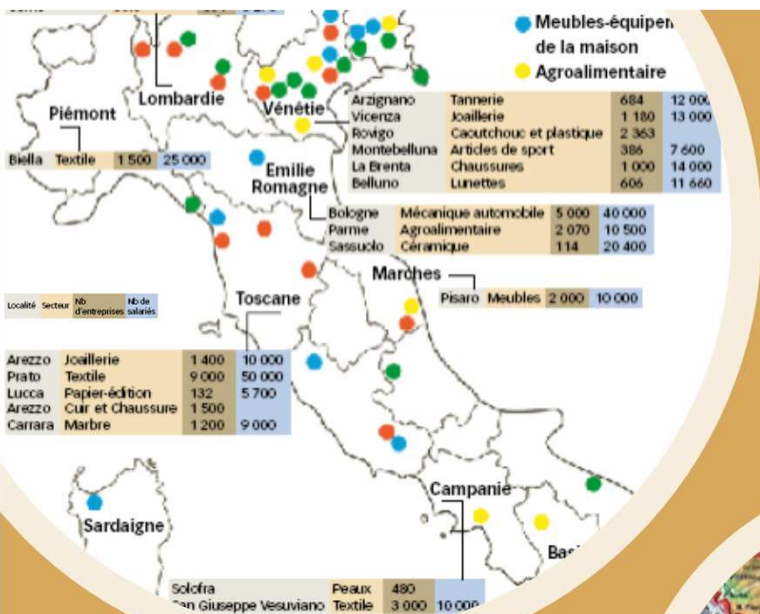 Meubles-équipen
de la maison
Agroalimentaire
Lombardie
Vénétie
Piémont
Arzignano Tannerie 684 12 000
Vicenza Joaillerie 1 180 13 000
Rovigo Caoutchouc et plastique 2 363
Montebelluna Articles de sport 386 7 600
La Brenta Chaussures 1 000 14 000
Belluno Lunettes 606 11 660
Biella Textile 1 500 25 000
Emilie
Romagne
Bologne Mécanique automobile 5 000 40 000
Parme Agroalimentaire 2 070 10 500
Sassuolo Céramique 114 20 400
Marches
Pisaro Meubles 2 000 10 000
Toscane
Localité Secteur Nb d'entreprises Nb de salariés
Arezzo Joaillerie 1 400 10 000
Prato Textile 9 000 50 000
Lucca Papier-édition 132 5 700
Arezzo Cuir et Chaussure 1 500
Carrara Marbre 1 200 9 000
Campanie
Sardaigne
Solofra Peaux 480
San Giuseppe Vesuviano Textile 3 000 10 000